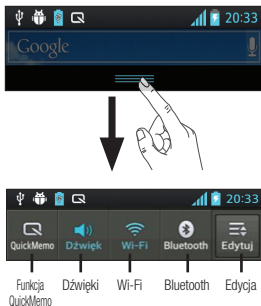 20:33
Google
20:33
QuickMemo Dźwięk Wi-Fi Bluetooth Edytuj
Funkcja QuickMemo Dźwięki Wi-Fi Bluetooth Edycja